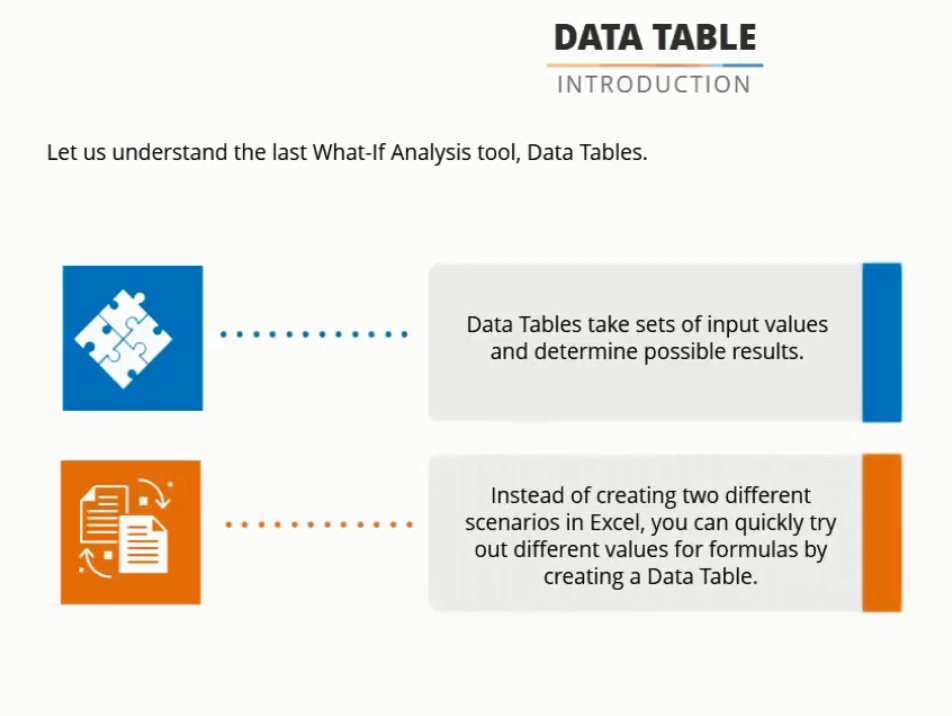 DATA TABLE
INTRODUCTION
Let us understand the last What-If Analysis tool, Data Tables.
Data Tables take sets of input values
and determine possible results.
Instead of creating two different
scenarios in Excel, you can quickly try
out different values for formulas by
creating a Data Table.